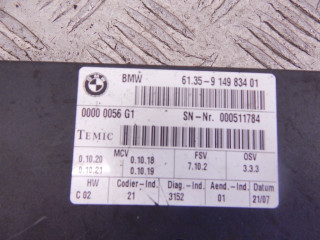 BMW 61.35-9 149 834 01
0000 0056 G1 SN-Nr. 000511784
TEMIC
MCV FSV OSV
0.10.20 0.10.18 7.10.2 3.3.3
0.10.21 0.10.19
HW Codier-Ind. Diag.-Ind. Aend.-Ind. Datum
C 02 21 3152 01 21/07